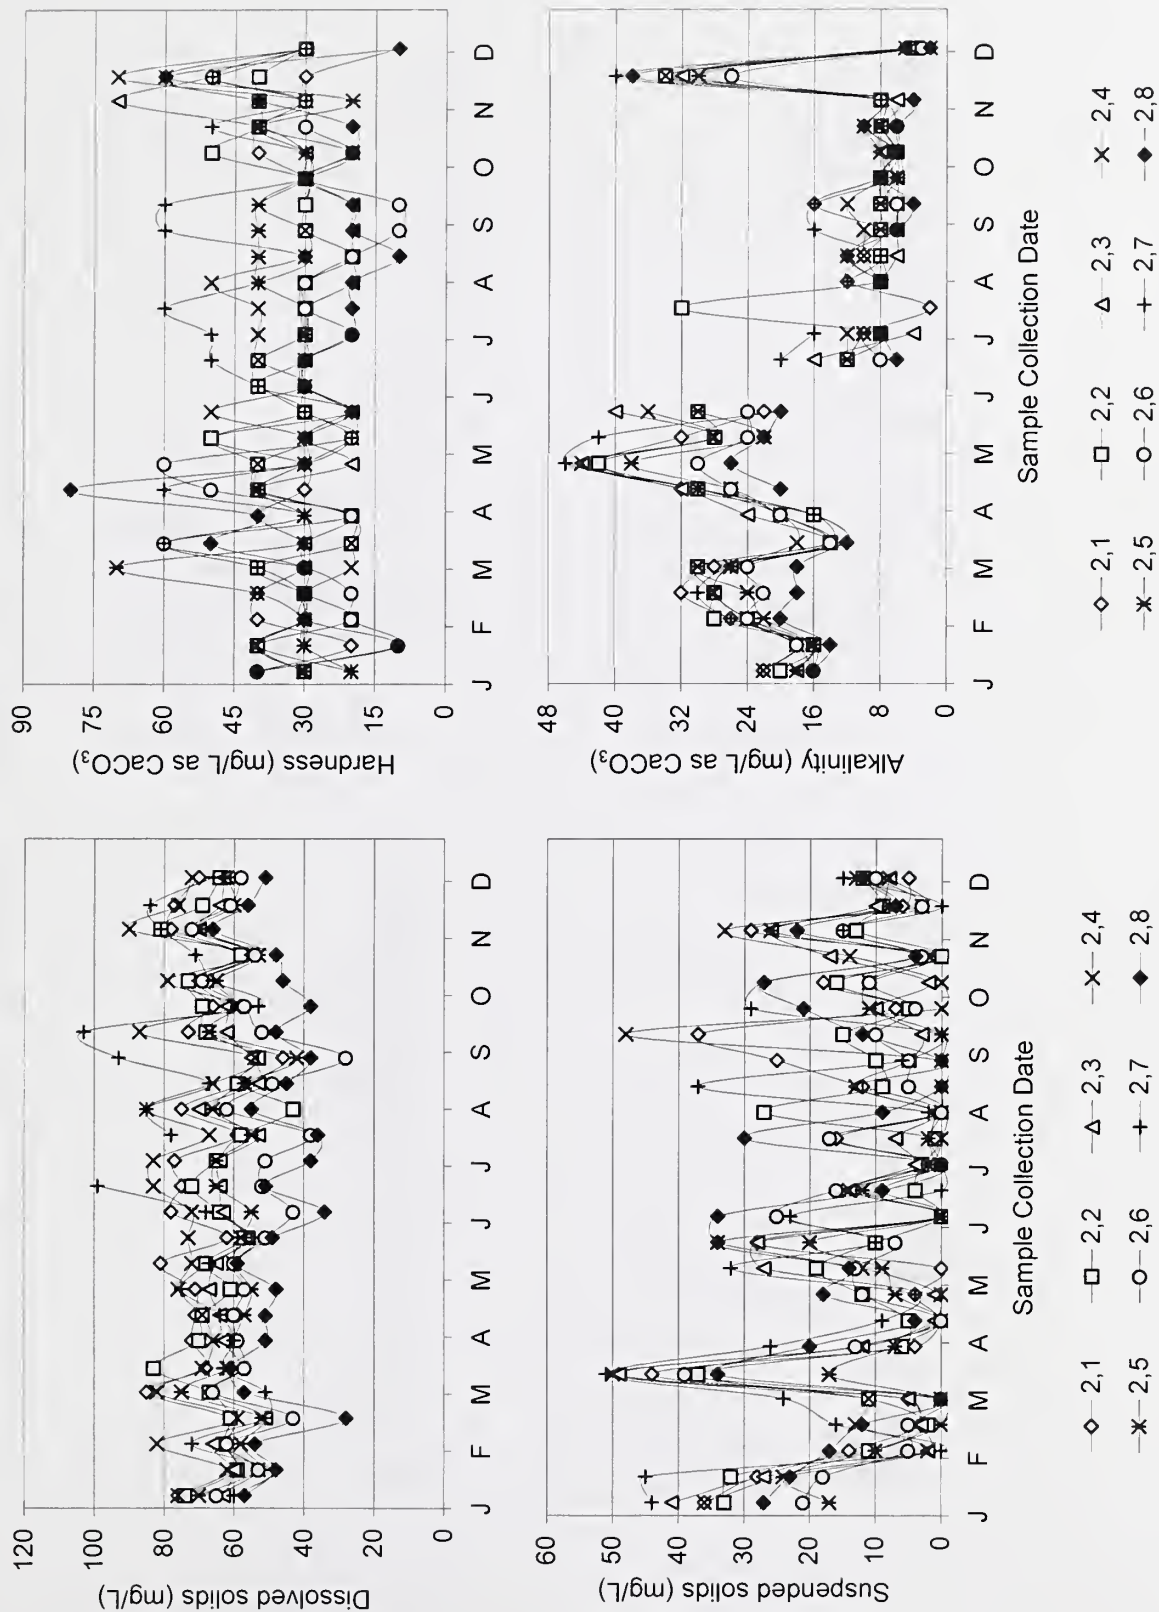 Dissolved solids (mg/L)
120
100
80
60
40
20
0
J F M A M J J A S O N D
Hardness (mg/L as CaCO₃)
90
75
60
45
30
15
0
J F M A M J J A S O N D
Suspended solids (mg/L)
60
50
40
30
20
10
0
J F M A M J J A S O N D
Sample Collection Date
Alkalinity (mg/L as CaCO₃)
48
40
32
24
16
8
0
J F M A M J J A S O N D
Sample Collection Date
2,1 2,2 2,3 2,4
2,5 2,6 2,7 2,8
2,1 2,2 2,3 2,4
2,5 2,6 2,7 2,8